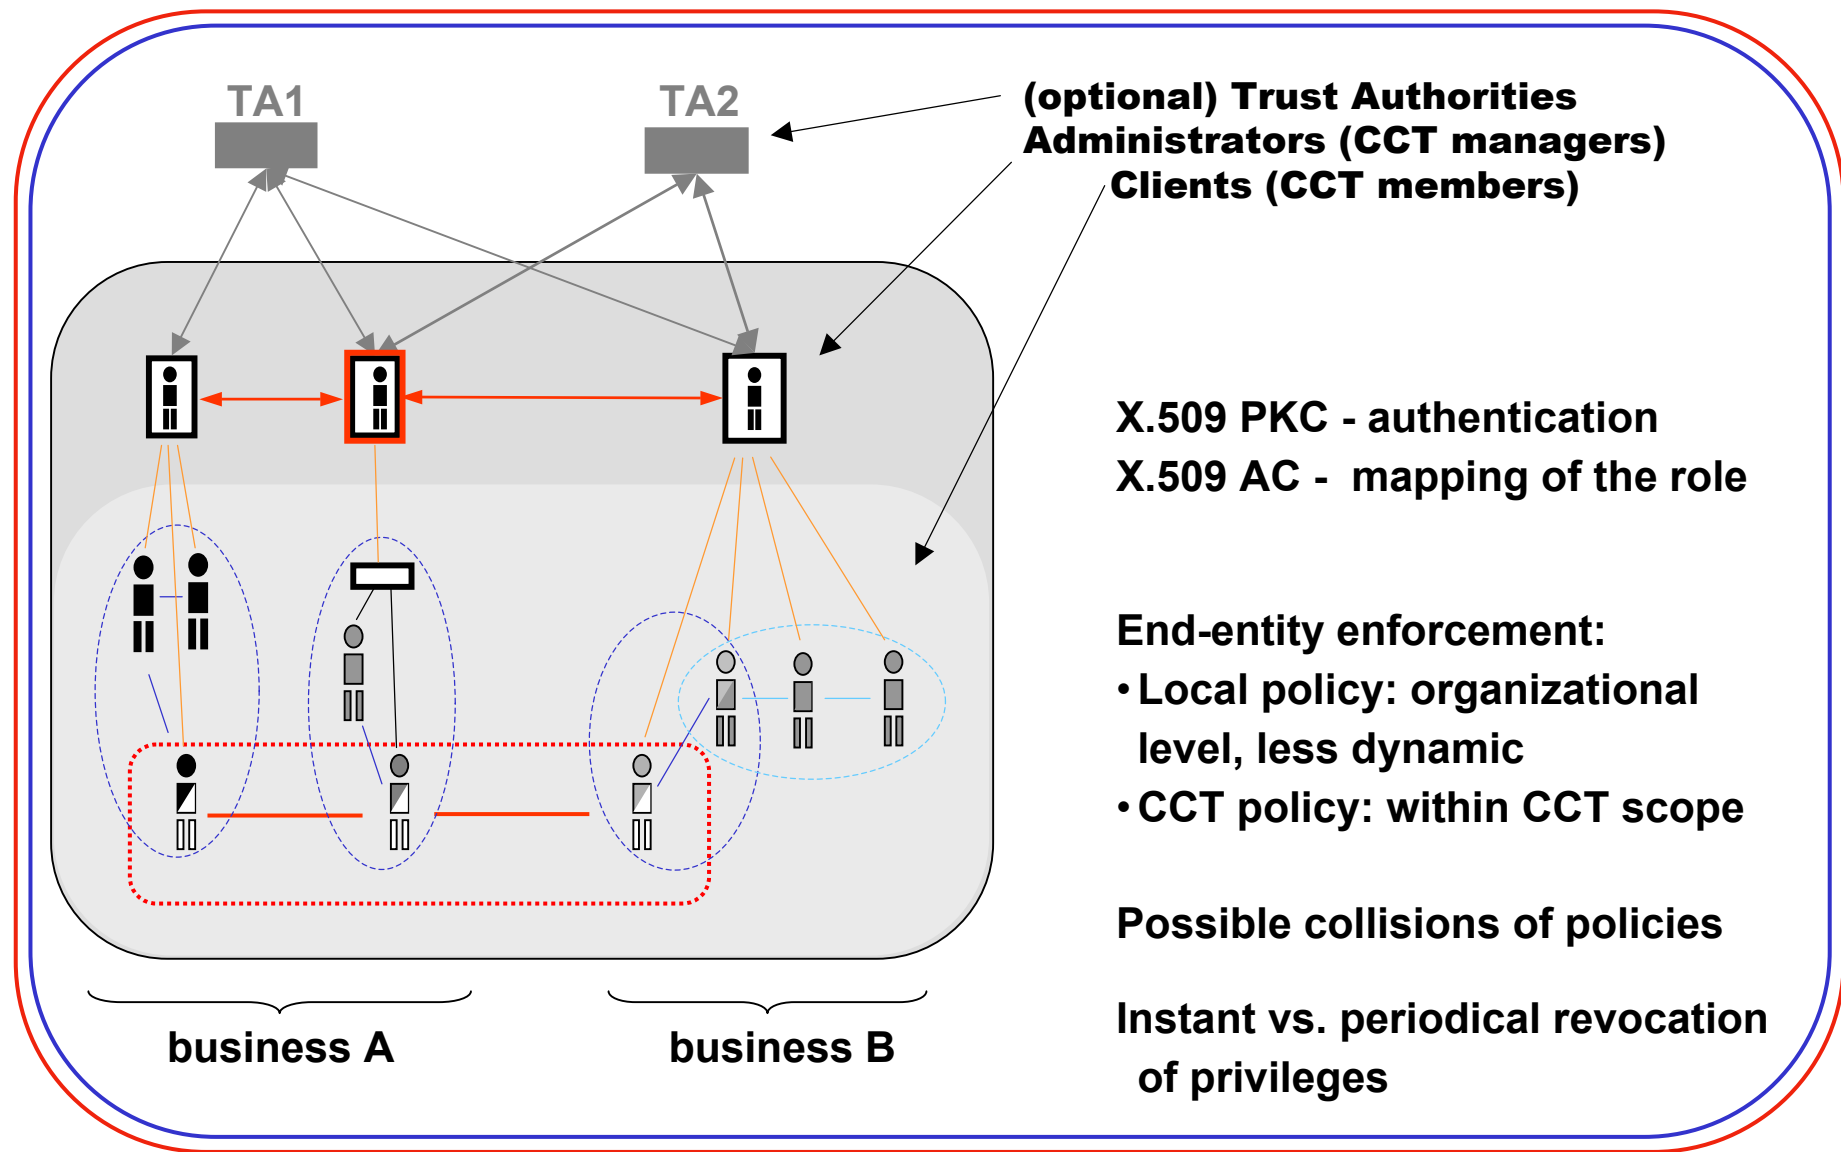 TA1
TA2
(optional) Trust Authorities
Administrators (CCT managers)
Clients (CCT members)
X.509 PKC - authentication
X.509 AC - mapping of the role
End-entity enforcement:
• Local policy: organizational
level, less dynamic
• CCT policy: within CCT scope
Possible collisions of policies
Instant vs. periodical revocation
of privileges
business A
business B